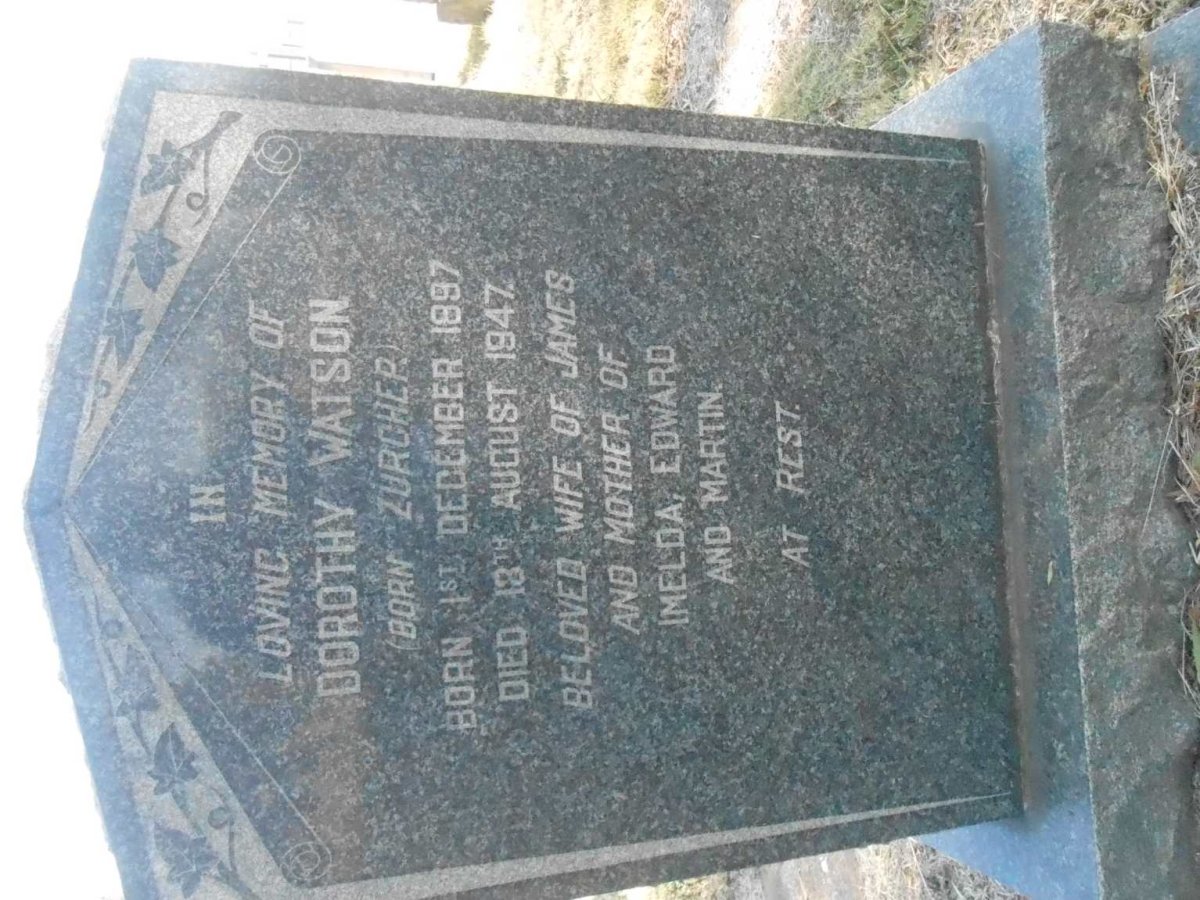 IN
LOVING MEMORY OF
DOROTHY WATSON
(BORN ZURCHER)
BORN 1ST DECEMBER 1897
DIED 18TH AUGUST 1947.
BELOVED WIFE OF JAMES
AND MOTHER OF
IMELDA, EDWARD
AND MARTIN.
AT REST.